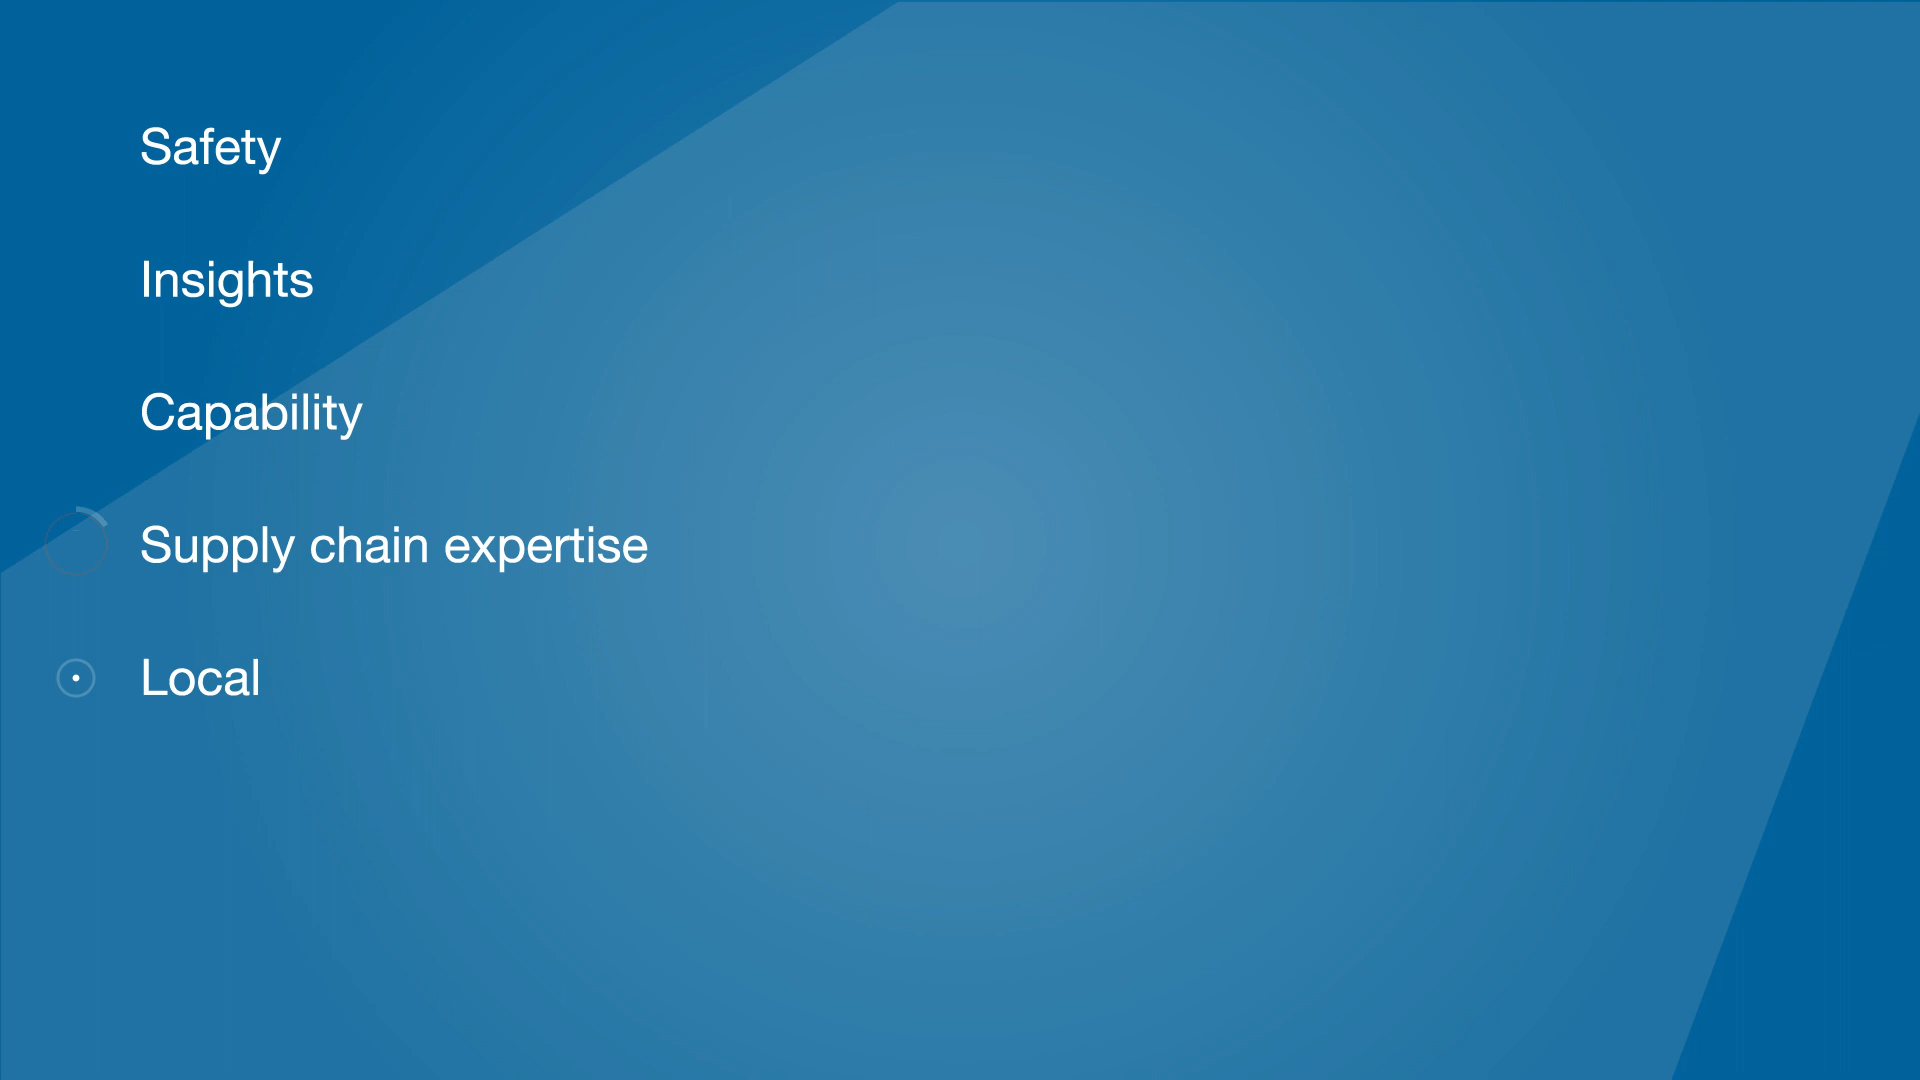 Safety
Insights
Capability
Supply chain expertise
Local